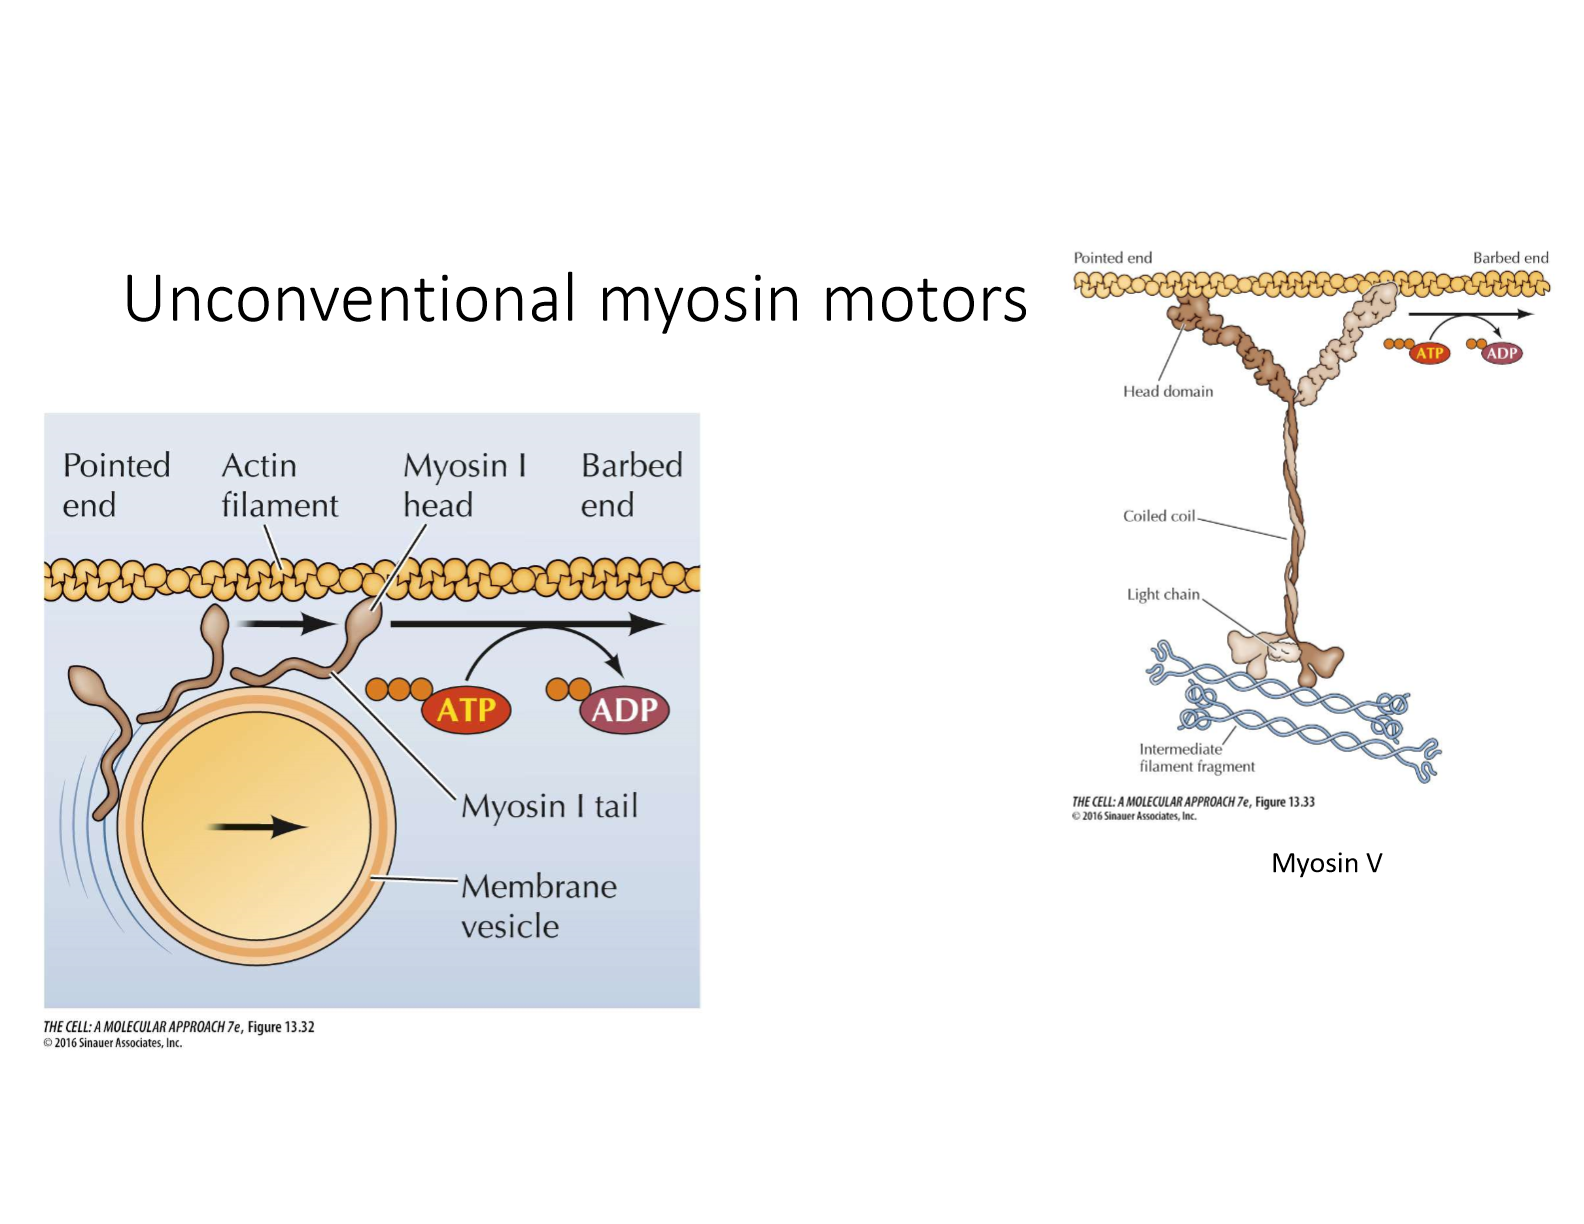 Unconventional myosin motors
Pointed end
Actin filament
Myosin I head
Barbed end
ATP
ADP
Myosin I tail
Membrane vesicle
THE CELL: A MOLECULAR APPROACH 7e, Figure 13.32
© 2016 Sinauer Associates, Inc.
Pointed end
Barbed end
ATP
ADP
Head domain
Coiled coil
Light chain
Intermediate
filament fragment
THE CELL: A MOLECULAR APPROACH 7e, Figure 13.33
© 2016 Sinauer Associates, Inc.
Myosin V